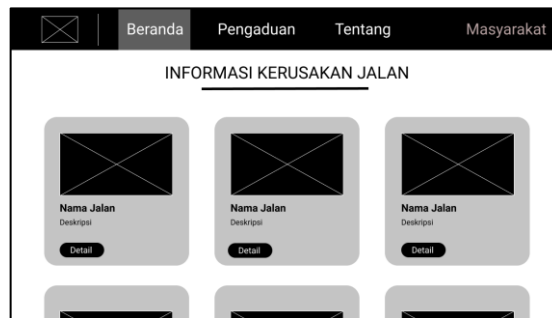 Beranda Pengaduan Tentang Masyarakat
INFORMASI KERUSAKAN JALAN
Nama Jalan
Deskripsi
Detail
Nama Jalan
Deskripsi
Detail
Nama Jalan
Deskripsi
Detail